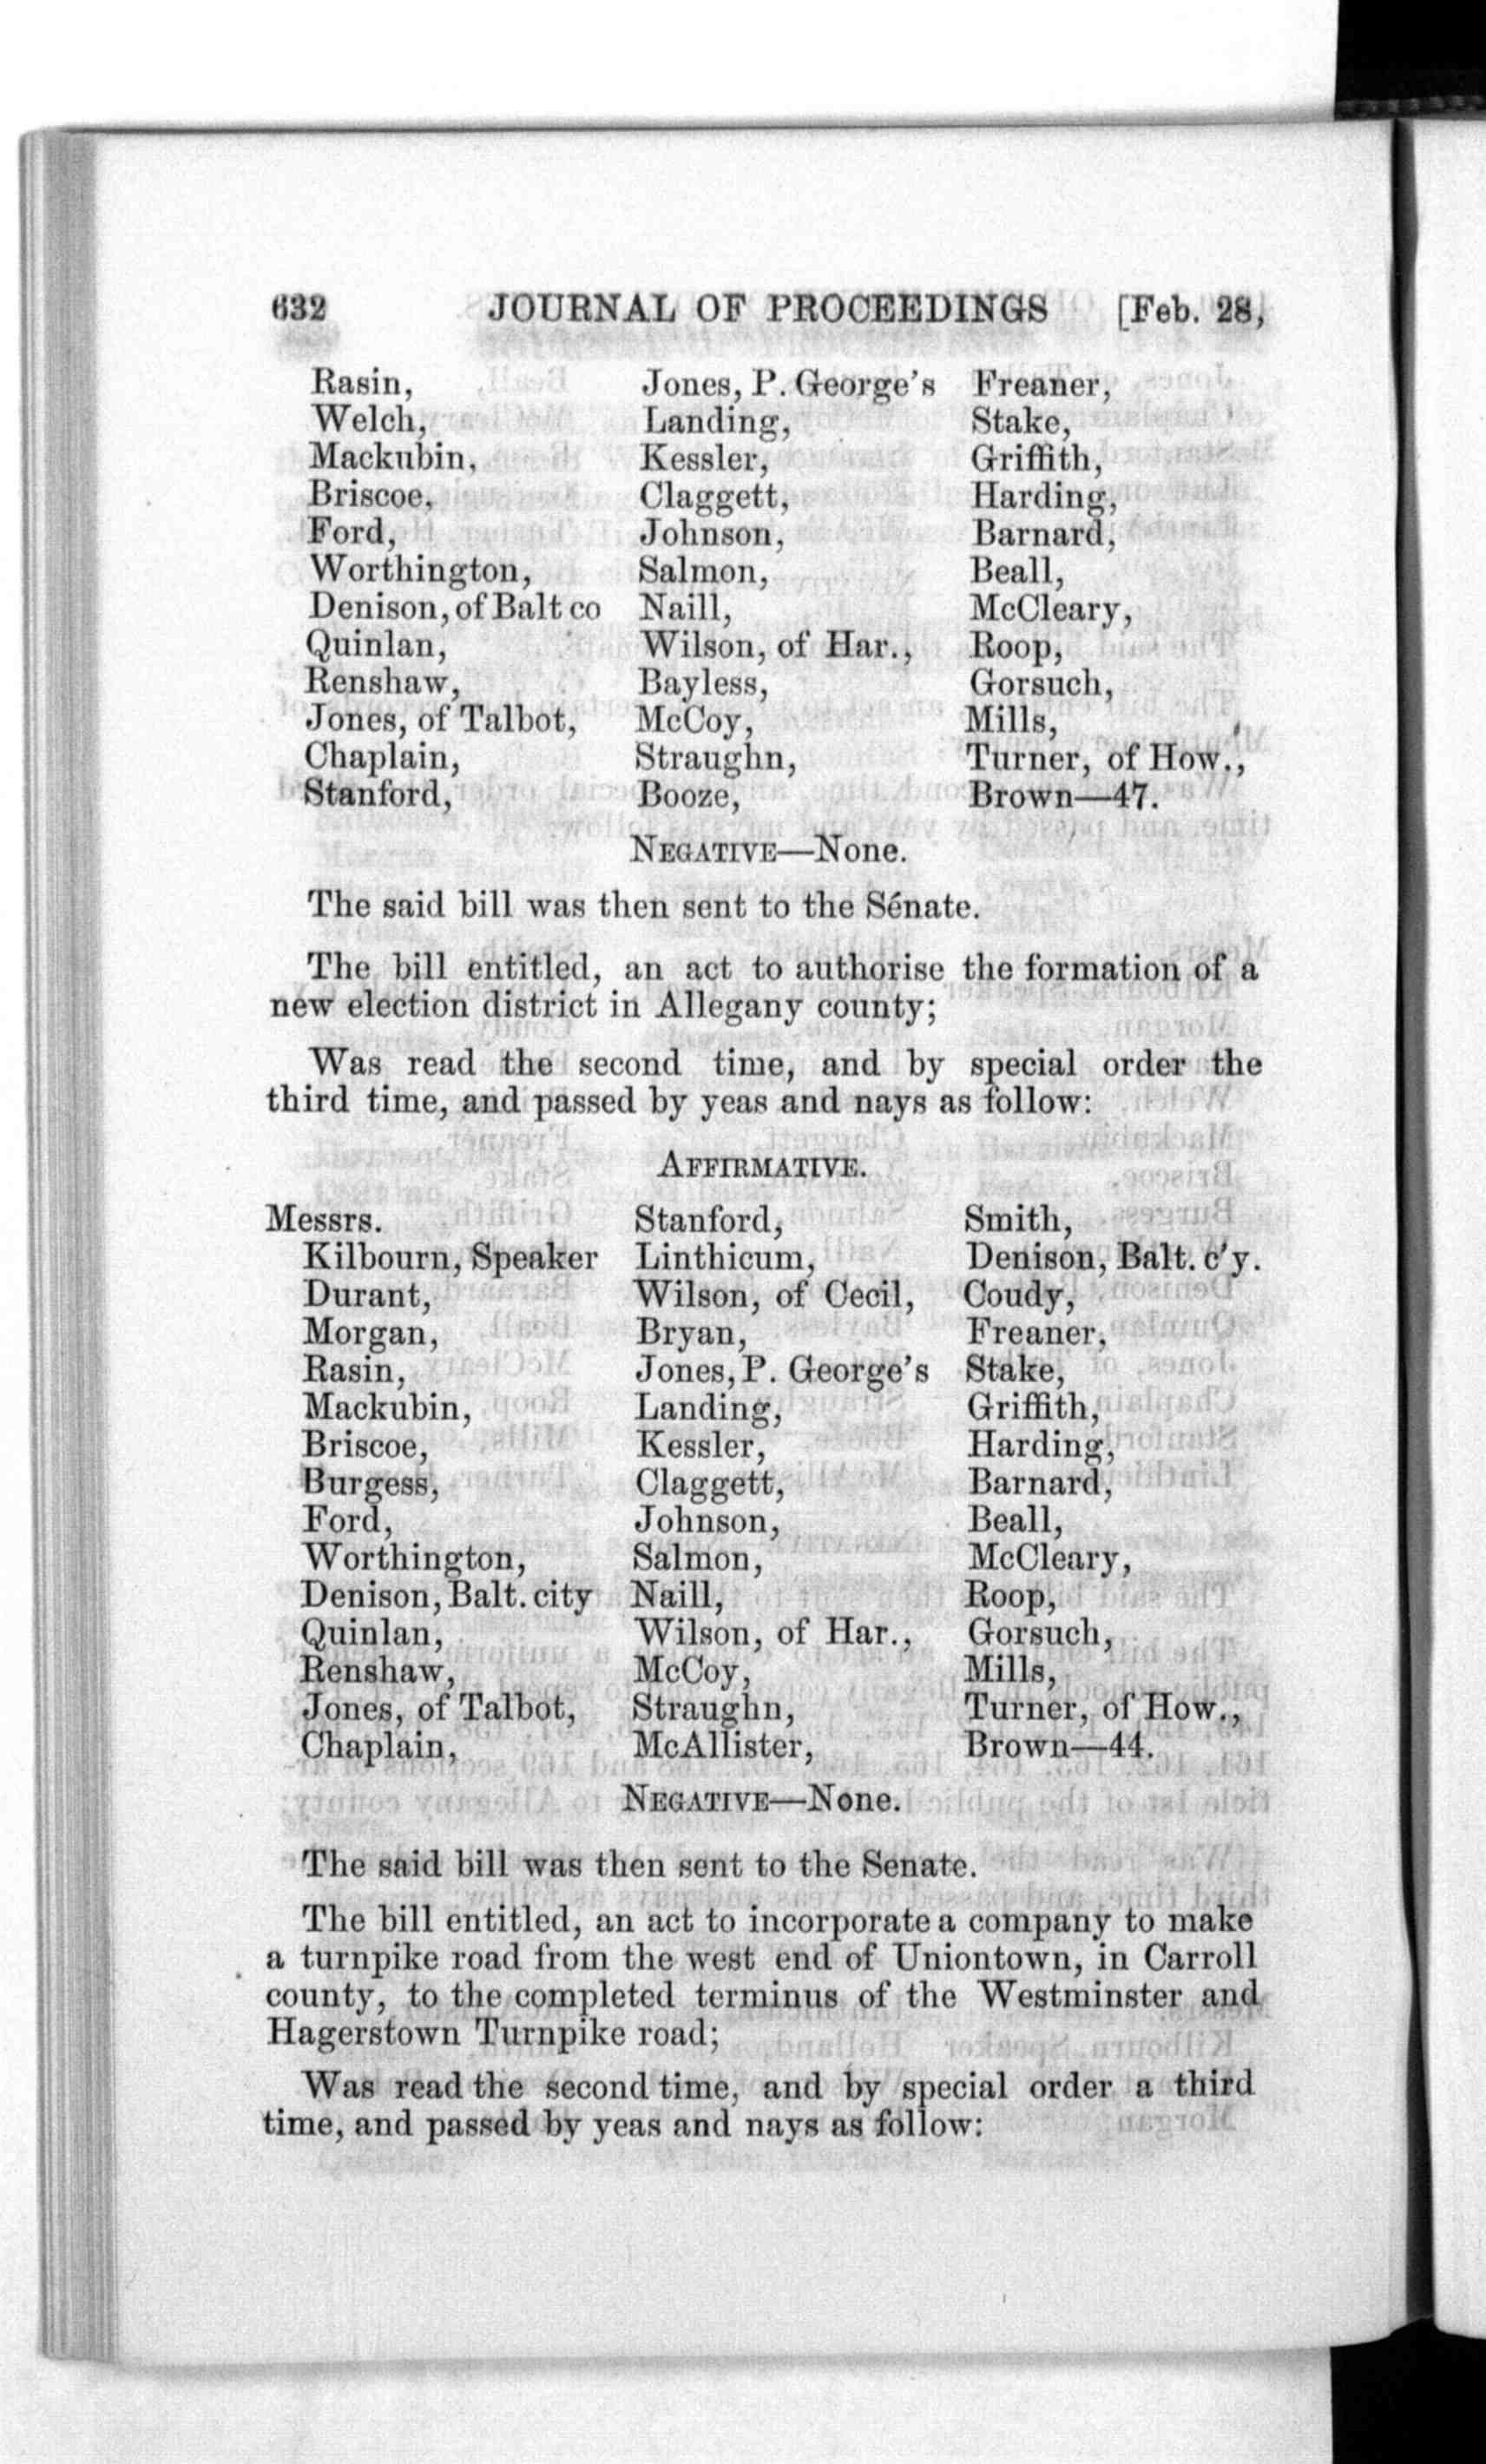 632 JOURNAL OF PROCEEDINGS [Feb. 28,
Rasin, Jones, P. George's Freaner,
Welch, Landing, Stake,
Mackubin, Kessler, Griffith,
Briscoe, Claggett, Harding,
Ford, Johnson, Barnard,
Worthington, Salmon, Beall,
Denison, of Balt co Naill, McCleary,
Quinlan, Wilson, of Har., Roop,
Renshaw, Bayless, Gorsuch,
Jones, of Talbot, McCoy, Mills,
Chaplain, Straughn, Turner, of How.,
Stanford, Booze, Brown—47.
NEGATIVE—None.
The said bill was then sent to the Sénate.
The bill entitled, an act to authorise the formation of a
new election district in Allegany county;
Was read the second time, and by special order the
third time, and passed by yeas and nays as follow:
AFFIRMATIVE.
Messrs. Stanford, Smith,
Kilbourn, Speaker Linthicum, Denison, Balt. c'y.
Durant, Wilson, of Cecil, Coudy,
Morgan, Bryan, Freaner,
Rasin, Jones, P. George's Stake,
Mackubin, Landing, Griffith,
Briscoe, Kessler, Harding,
Burgess, Claggett, Barnard,
Ford, Johnson, Beall,
Worthington, Salmon, McCleary,
Denison, Balt. city Naill, Roop,
Quinlan, Wilson, of Har., Gorsuch,
Renshaw, McCoy, Mills,
Jones, of Talbot, Straughn, Turner, of How.,
Chaplain, McAllister, Brown—44.
NEGATIVE—None.
The said bill was then sent to the Senate.
The bill entitled, an act to incorporate a company to make
a turnpike road from the west end of Uniontown, in Carroll
county, to the completed terminus of the Westminster and
Hagerstown Turnpike road;
Was read the second time, and by special order a third
time, and passed by yeas and nays as follow: